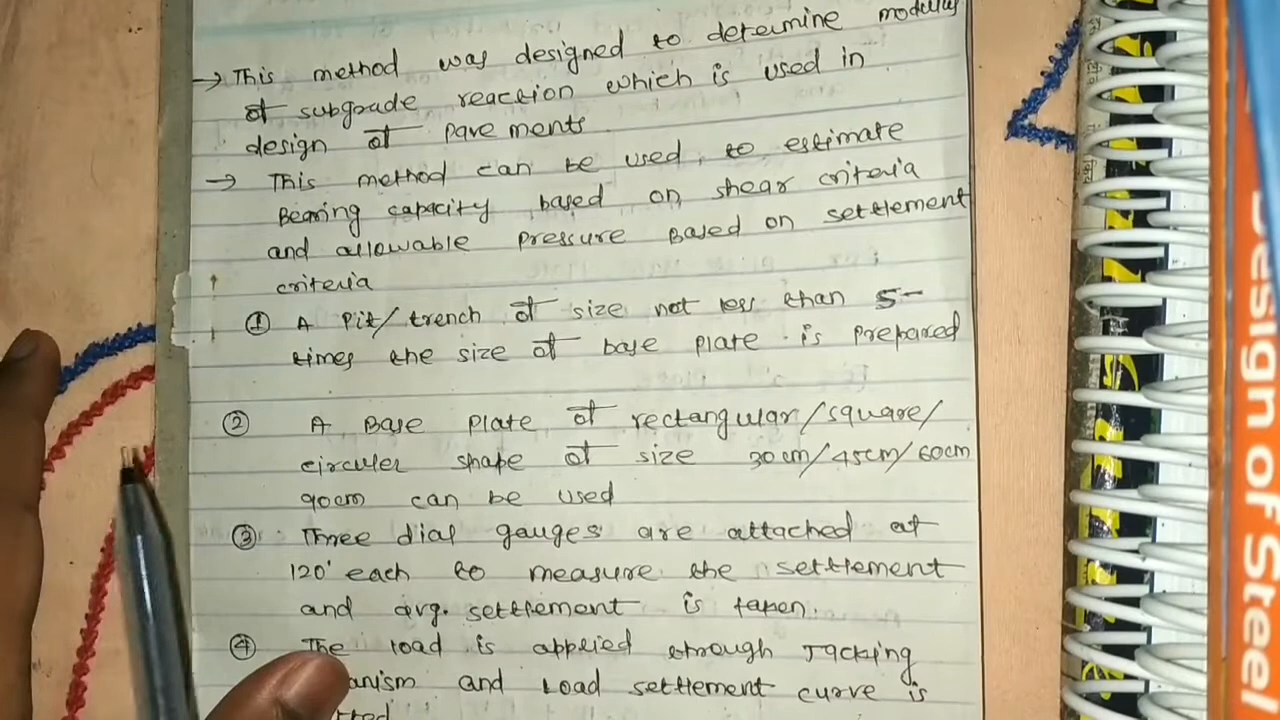 → This method was designed to determine modulus
of subgrade reaction which is used in
design of pavements
→ This method can be used, to estimate
Bearing capacity based on shear criteria
and allowable pressure Based on settlement
criteria
① A Pit/trench of size not less than 5-
times the size of base plate is prepared
② A Base Plate of rectangular/square/
circuler shape of size 30cm/45cm/60cm
90cm can be used
③ Three dial gauges are attached at
120° each to measure the settlement
and avg. settlement is taken.
④ The load is applied through Jacking
anism and Load settlement curve is
Design of Steel